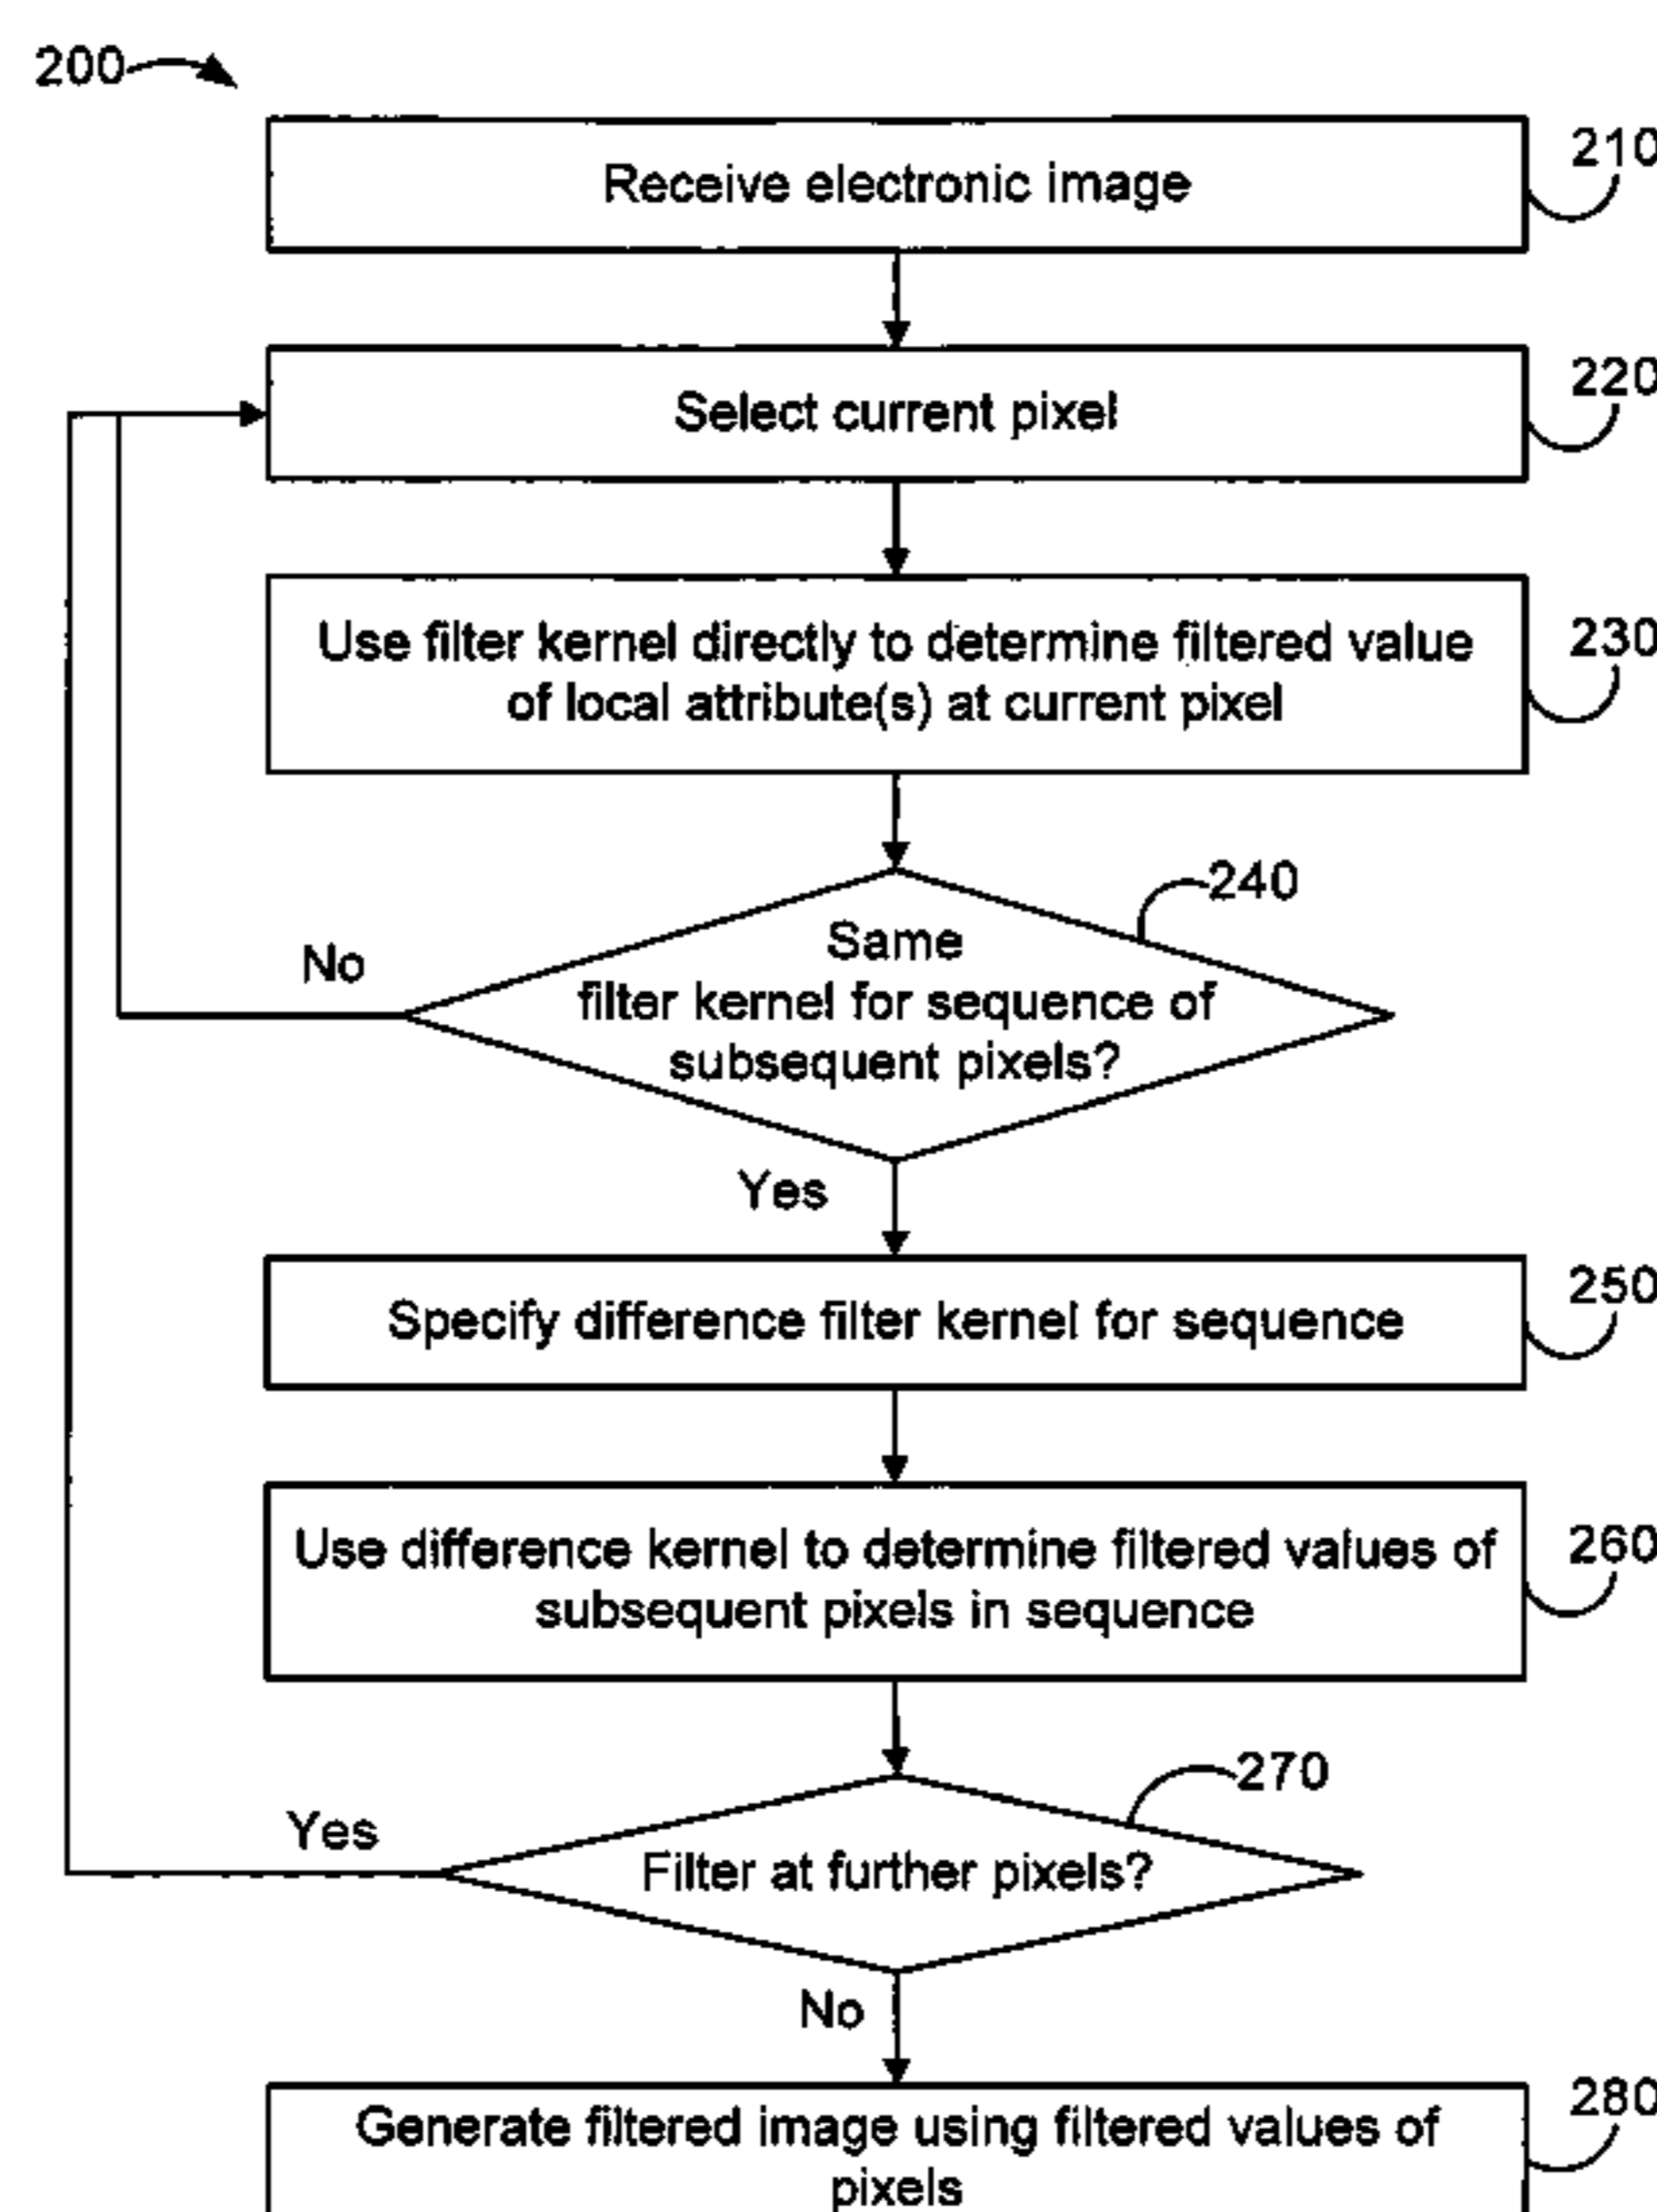 200
Receive electronic image
210
Select current pixel
220
Use filter kernel directly to determine filtered value
of local attribute(s) at current pixel
230
240
Same
filter kernel for sequence of
subsequent pixels?
No
Yes
Specify difference filter kernel for sequence
250
Use difference kernel to determine filtered values of
subsequent pixels in sequence
260
270
Yes
Filter at further pixels?
No
Generate filtered image using filtered values of
pixels
280